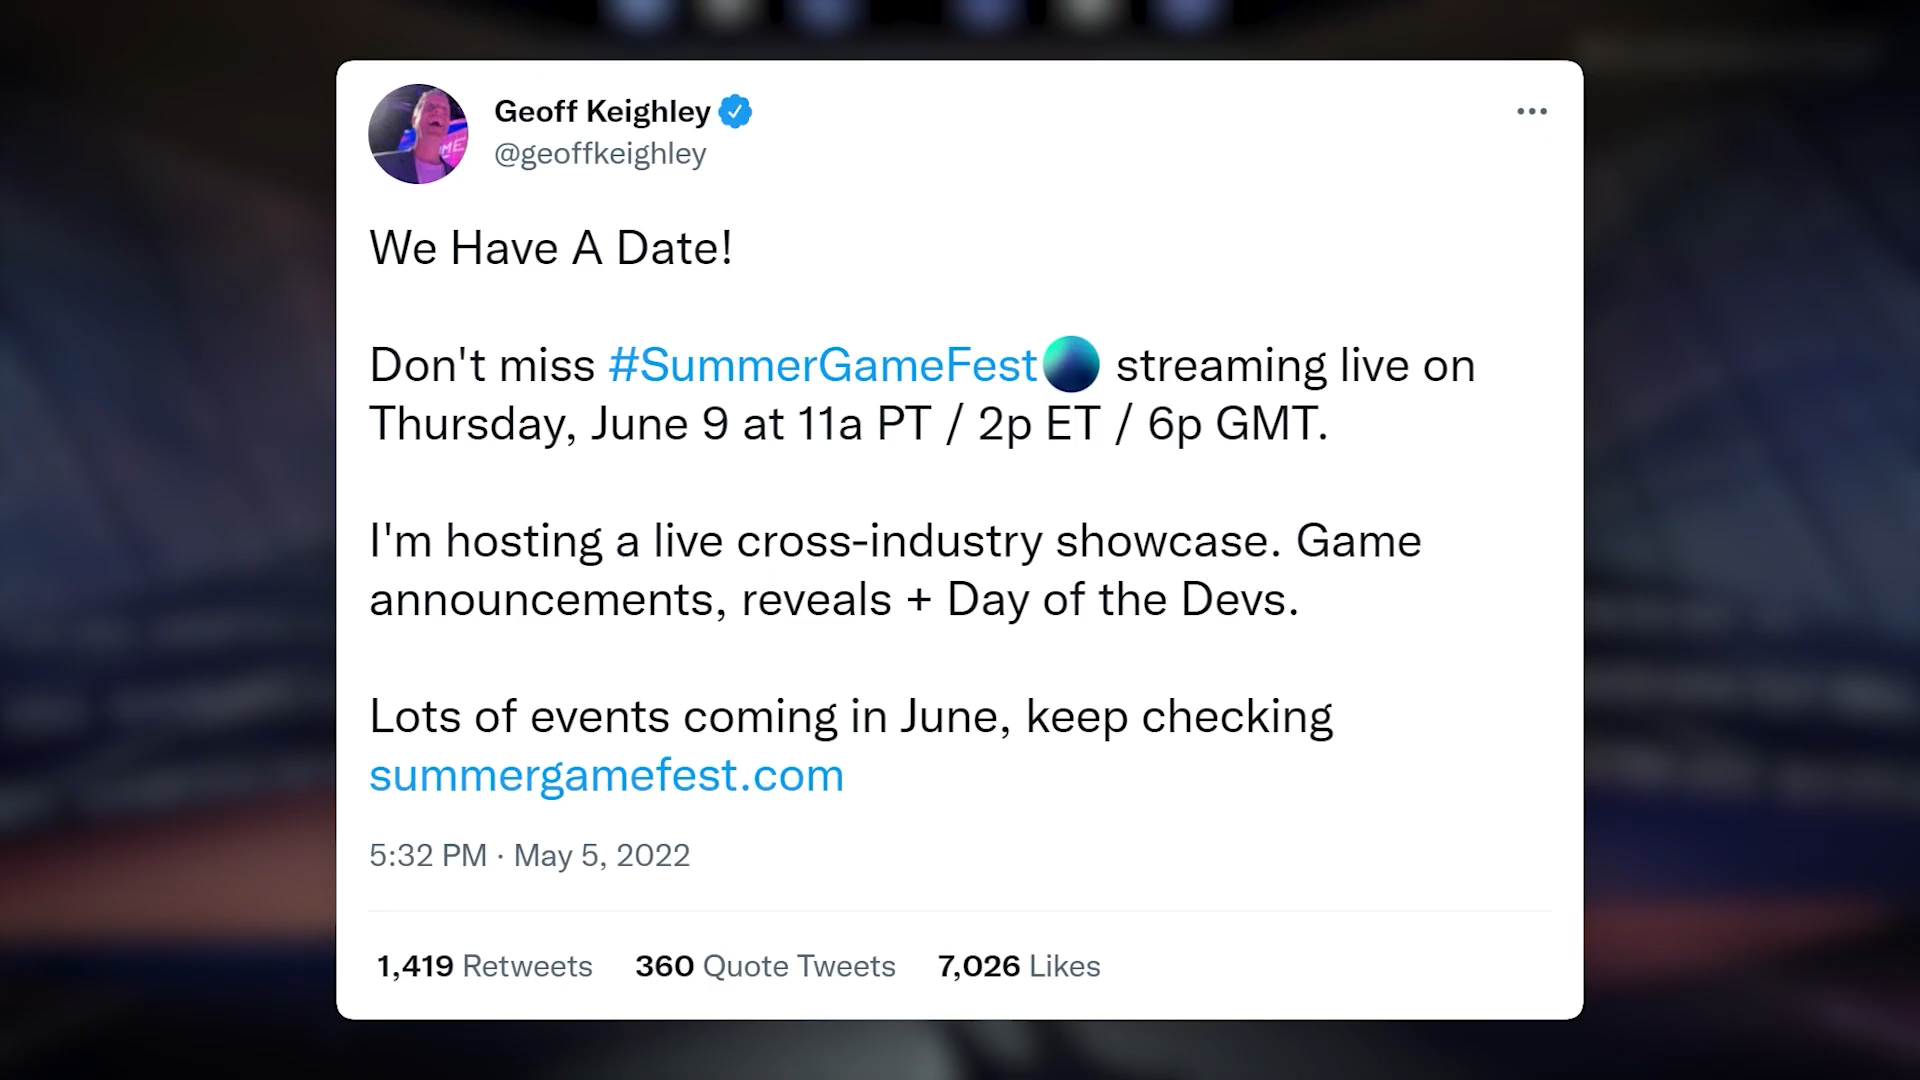 Geoff Keighley
@geoffkeighley
We Have A Date!
Don't miss #SummerGameFest streaming live on
Thursday, June 9 at 11a PT / 2p ET / 6p GMT.
I'm hosting a live cross-industry showcase. Game
announcements, reveals + Day of the Devs.
Lots of events coming in June, keep checking
summergamefest.com
5:32 PM · May 5, 2022
1,419 Retweets 360 Quote Tweets 7,026 Likes